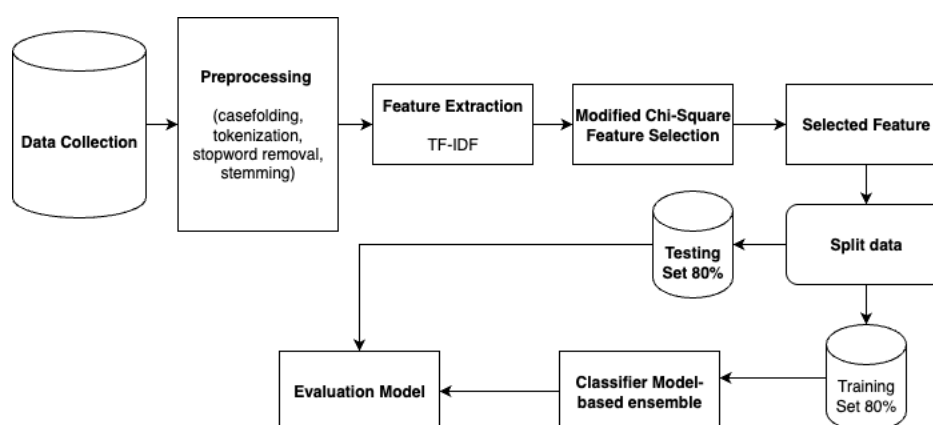 Data Collection
Preprocessing
(casefolding,
tokenization,
stopword removal,
stemming)
Feature Extraction
TF-IDF
Modified Chi-Square
Feature Selection
Selected Feature
Split data
Testing
Set 80%
Training
Set 80%
Classifier Model-
based ensemble
Evaluation Model